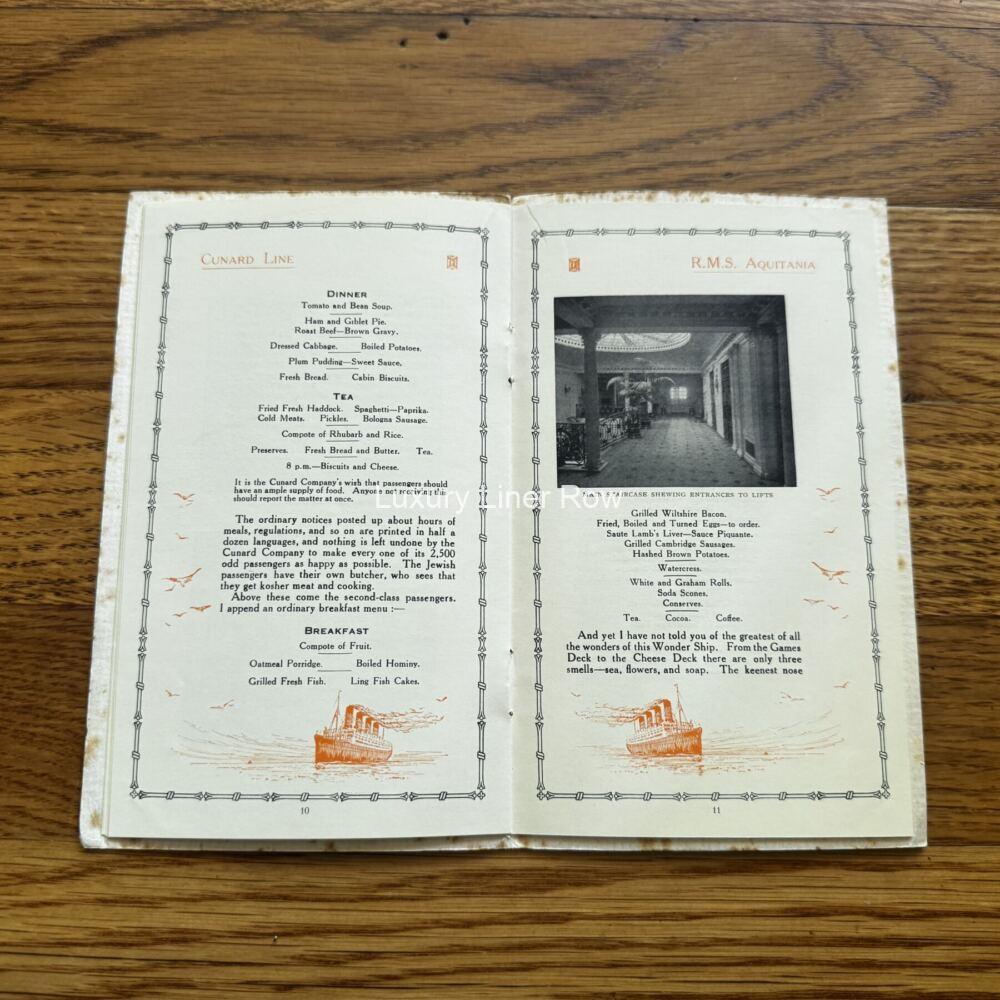 CUNARD LINE
DINNER
Tomato and Bean Soup.
Ham and Giblet Pie.
Roast Beef—Brown Gravy.
Dressed Cabbage. Boiled Potatoes.
Plum Pudding—Sweet Sauce.
Fresh Bread. Cabin Biscuits.
TEA
Fried Fresh Haddock. Spaghetti—Paprika.
Cold Meats. Pickles. Bologna Sausage.
Compote of Rhubarb and Rice.
Preserves. Fresh Bread and Butter. Tea.
8 p.m.—Biscuits and Cheese.
It is the Cunard Company's wish that passengers should
have an ample supply of food. Anyone not receiving this
should report the matter at once.
The ordinary notices posted up about hours of
meals, regulations, and so on are printed in half a
dozen languages, and nothing is left undone by the
Cunard Company to make every one of its 2,500
odd passengers as happy as possible. The Jewish
passengers have their own butcher, who sees that
they get kosher meat and cooking.
Above these come the second-class passengers.
I append an ordinary breakfast menu :—
BREAKFAST
Compote of Fruit.
Oatmeal Porridge. Boiled Hominy.
Grilled Fresh Fish. Ling Fish Cakes.
10
R.M.S. AQUITANIA
MAIN STAIRCASE SHEWING ENTRANCES TO LIFTS
Luxury Liner Row
Grilled Wiltshire Bacon.
Fried, Boiled and Turned Eggs—to order.
Saute Lamb's Liver—Sauce Piquante.
Grilled Cambridge Sausages.
Hashed Brown Potatoes.
Watercress.
White and Graham Rolls.
Soda Scones.
Conserves.
Tea. Cocoa. Coffee.
And yet I have not told you of the greatest of all
the wonders of this Wonder Ship. From the Games
Deck to the Cheese Deck there are only three
smells—sea, flowers, and soap. The keenest nose
11